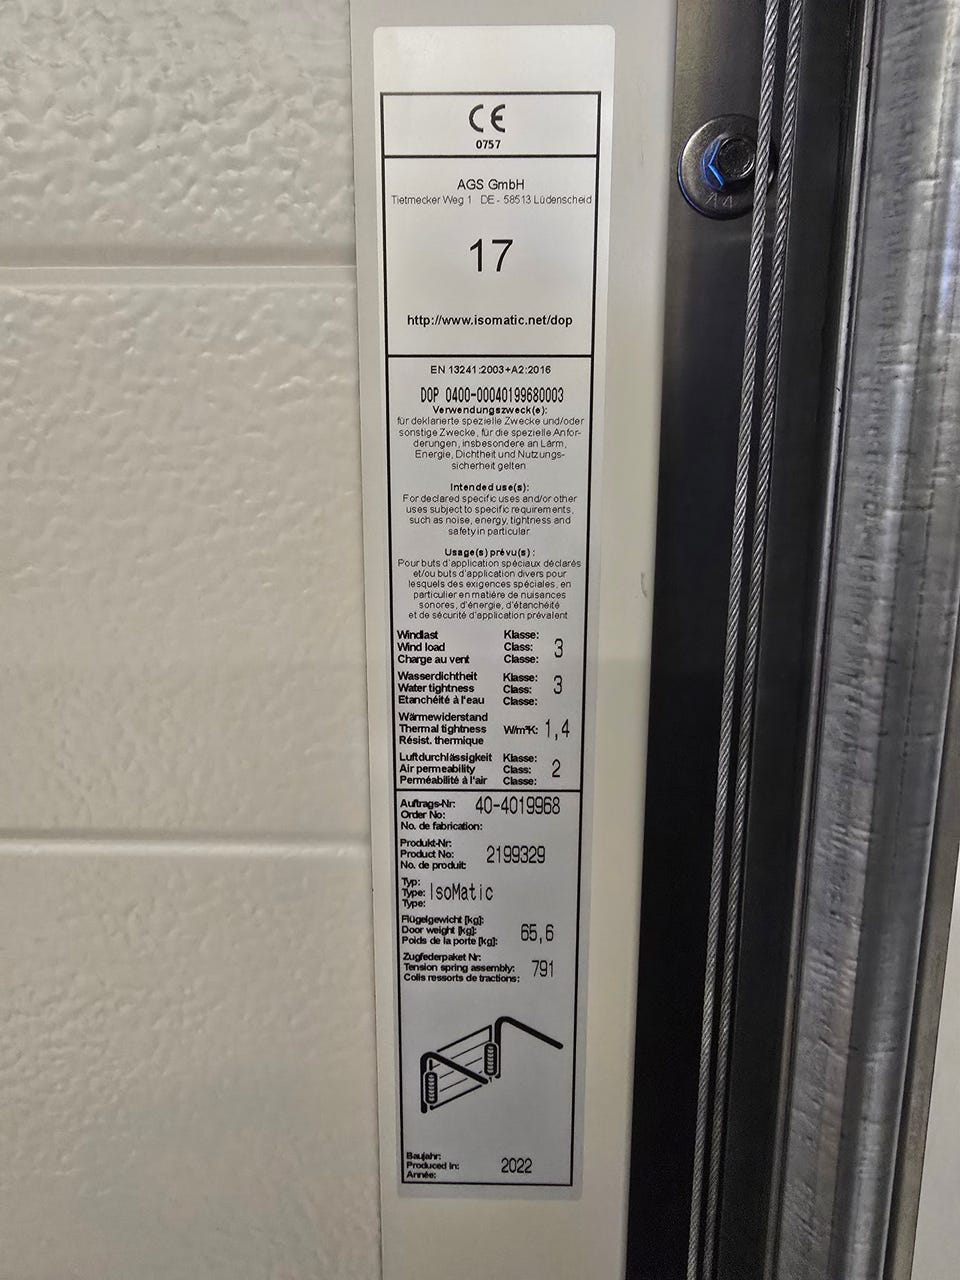 CE
0757
AGS GmbH
Tietmecker Weg 1 DE - 58513 Lüdenscheid
17
http://www.isomatic.net/dop
EN 13241:2003+A2:2016
DOP 0400-00040199680003
Verwendungszweck(e):
für deklarierte spezielle Zwecke und/oder
sonstige Zwecke, für die spezielle Anfor-
derungen, insbesondere an Lärm,
Energie, Dichtheit und Nutzungs-
sicherheit gelten.
Intended use(s):
For declared specific uses and/or other
uses subject to specific requirements,
such as noise, energy, tightness and
safety in particular.
Usage(s) prévu(s):
Pour buts d'application spéciaux déclarés
et/ou buts d'application divers pour
lesquels des exigences spéciales, en
particulier en matière de nuisances
sonores, d'énergie, d'étanchéité
et de sécurité d'application prévalent.
Windlast Klasse:
Wind load Class: 3
Charge au vent Classe:
Wasserdichtheit Klasse:
Water tightness Class: 3
Etanchéité à l'eau Classe:
Wärmewiderstand
Thermal tightness W/m²K: 1,4
Résist. thermique
Luftdurchlässigkeit Klasse:
Air permeability Class: 2
Perméabilité à l'air Classe:
Auftrags-Nr: 40-4019968
Order No:
No. de fabrication:
Produkt-Nr:
Product No: 2199329
No. de produit:
Typ:
Type: IsoMatic
Type:
Flügelgewicht [kg]:
Door weight [kg]: 65,6
Poids de la porte [kg]:
Zugfederpaket Nr:
Tension spring assembly: 791
Colis ressorts de tractions:
Baujahr:
Produced in: 2022
Année: